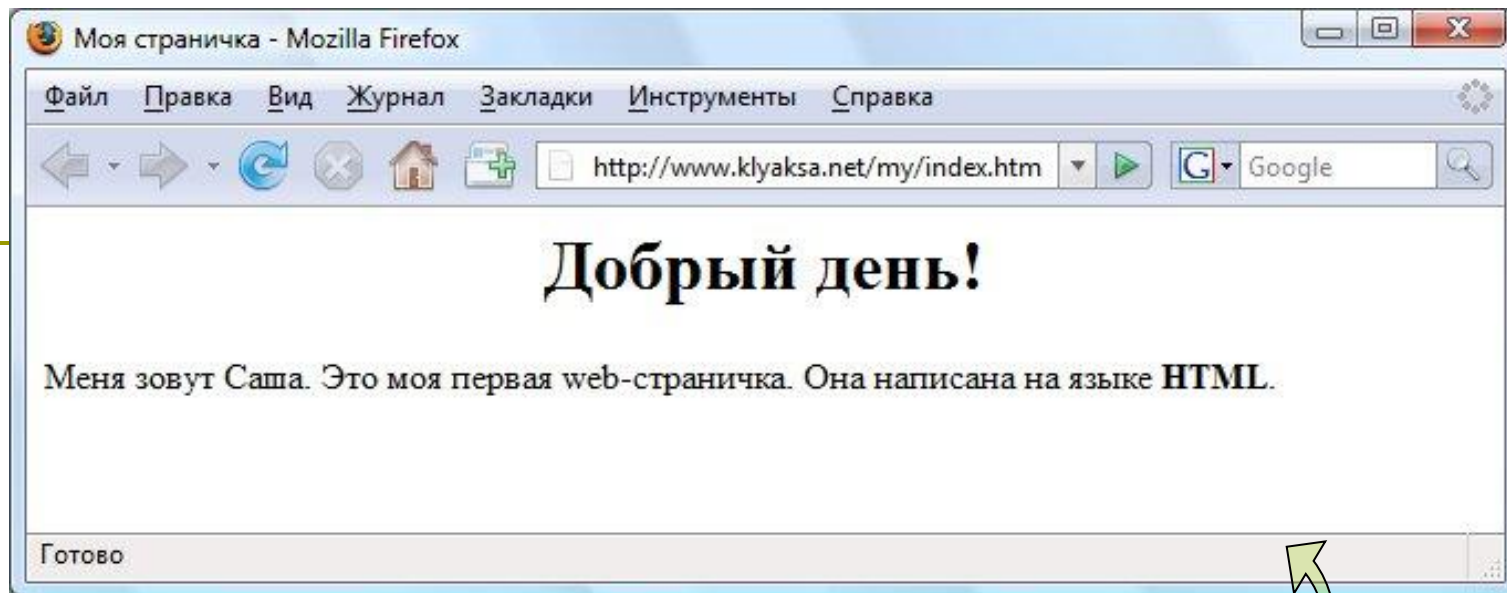 Моя страничка - Mozilla Firefox
Файл Правка Вид Журнал Закладки Инструменты Справка
http://www.klyaksa.net/my/index.htm G Google
Добрый день!
Меня зовут Саша. Это моя первая web-страничка. Она написана на языке HTML.
Готово